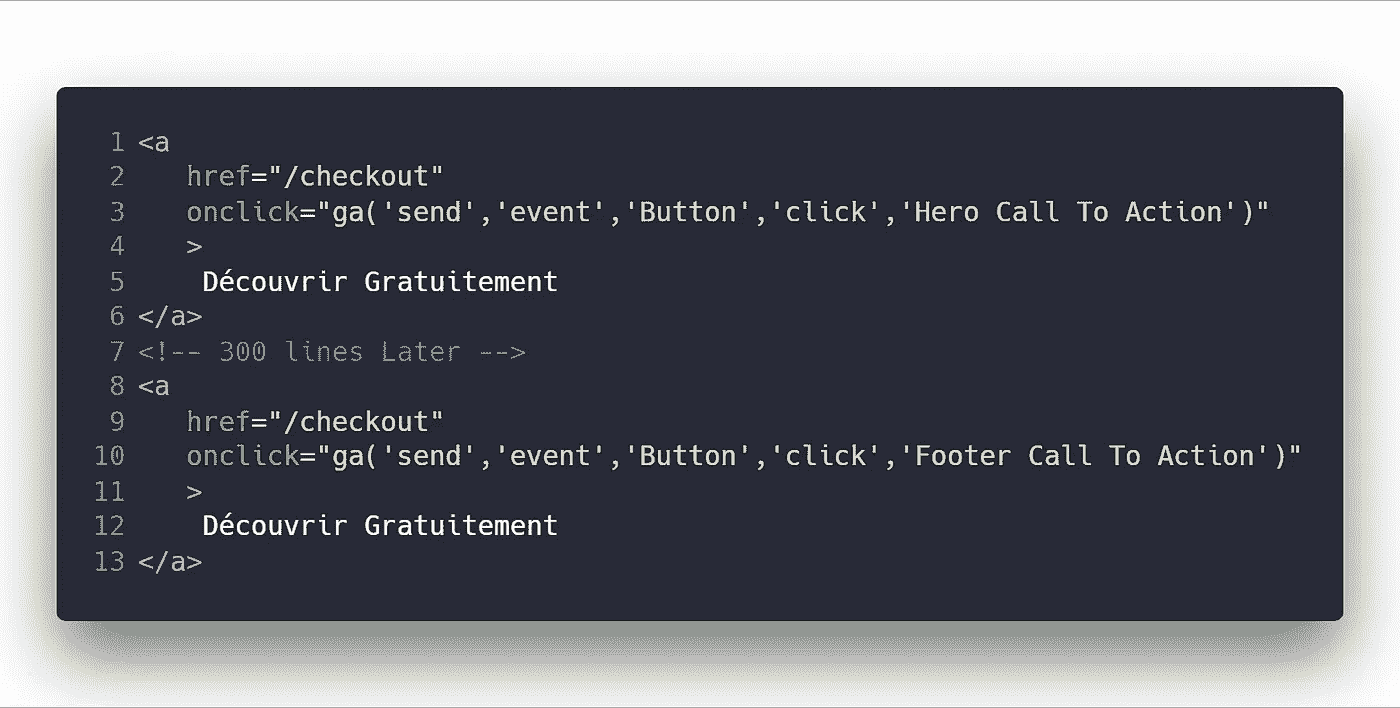 1 <a
2    href="/checkout"
3    onclick="ga('send','event','Button','click','Hero Call To Action')"
4    >
5     Découvrir Gratuitement
6 </a>
7 <!-- 300 lines Later -->
8 <a
9    href="/checkout"
10    onclick="ga('send','event','Button','click','Footer Call To Action')"
11    >
12     Découvrir Gratuitement
13 </a>